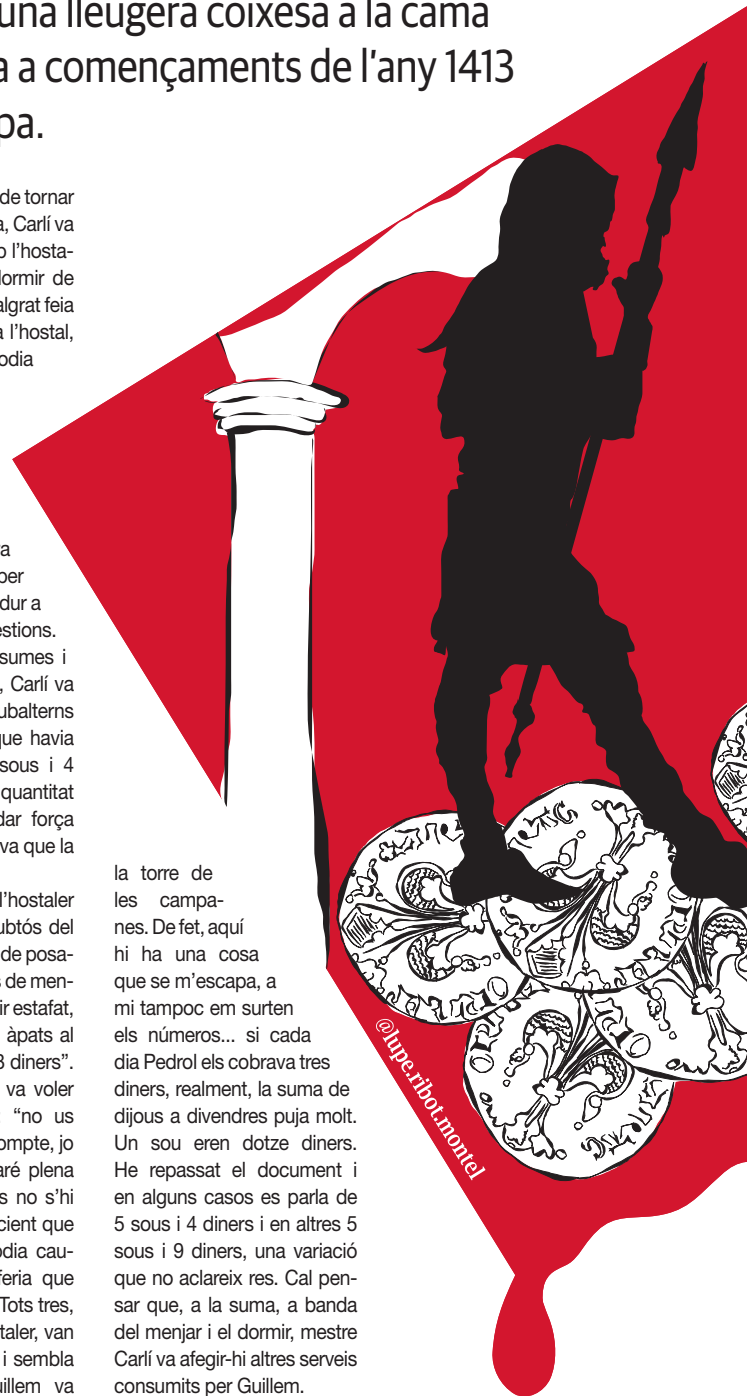 una lleugera coixesa a la cama
a a començaments de l'any 1413
pa.
de tornar
a, Carlí va
o l'hosta-
dormir de
algrat feia
a l'hostal,
odia
a
per
dur a
estions.
sumes i
, Carlí va
ubalterns
que havia
sous i 4
quantitat
dar força
va que la
l'hostaler
ubtós del
de posa-
s de men-
ir estafat,
àpats al
3 diners".
va voler
: "no us
ompte, jo
aré plena
s no s'hi
cient que
odia cau-
feria que
Tots tres,
taler, van
i sembla
uillem va
la torre de
les campa-
nes. De fet, aquí
hi ha una cosa
que se m'escapa, a
mi tampoc em surten
els números... si cada
dia Pedrol els cobrava tres
diners, realment, la suma de
dijous a divendres puja molt.
Un sou eren dotze diners.
He repassat el document i
en alguns casos es parla de
5 sous i 4 diners i en altres 5
sous i 9 diners, una variació
que no aclareix res. Cal pen-
sar que, a la suma, a banda
del menjar i el dormir, mestre
Carlí va afegir-hi altres serveis
consumits per Guillem.
@lupe.ribot.montel